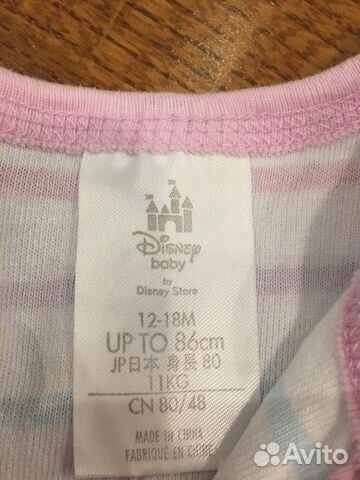 Disney
baby
by
Disney Store
12-18M
UP TO 86cm
JP日本 身長 80
11KG
CN 80/48
MADE IN CHINA
FABRIQUÉ EN CHINE
Avito